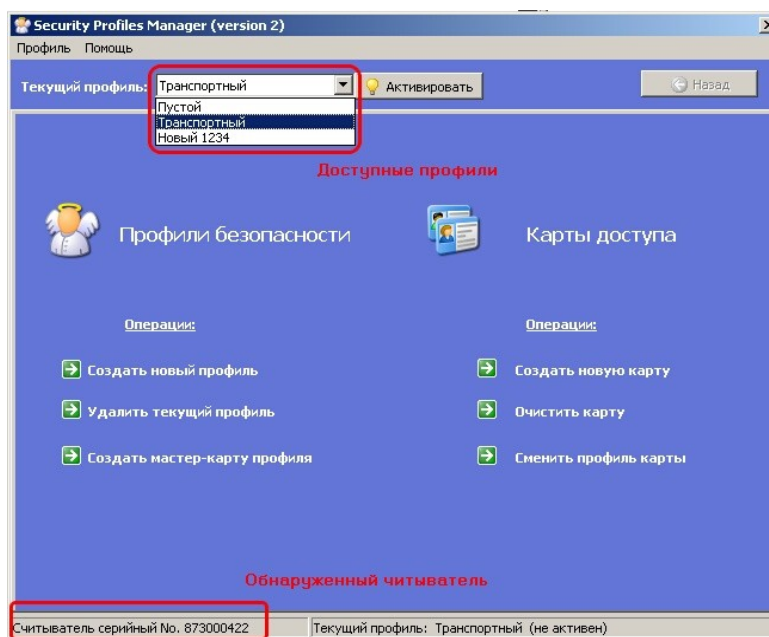 Security Profiles Manager (version 2)
Профиль Помощь
Текущий профиль: Транспортный Активировать Назад
Пустой
Транспортный
Новый 1234
Доступные профили
Профили безопасности Карты доступа
Операции: Операции:
Создать новый профиль Создать новую карту
Удалить текущий профиль Очистить карту
Создать мастер-карту профиля Сменить профиль карты
Обнаруженный читыватель
Считыватель серийный No. 873000422 Текущий профиль: Транспортный (не активен)